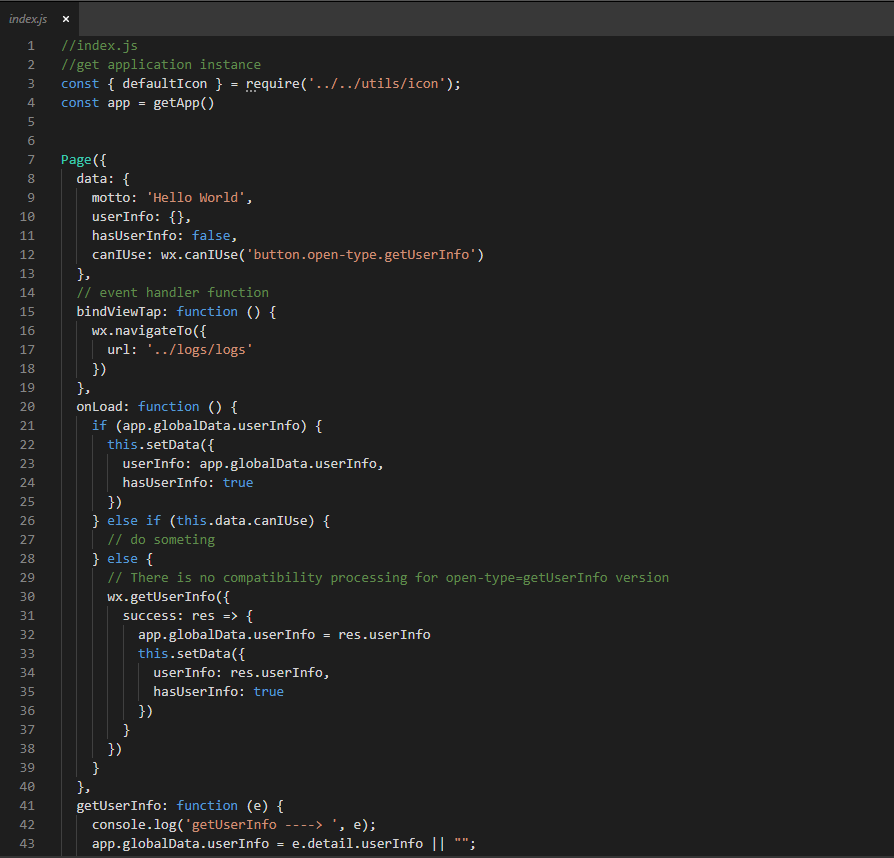 index.js ×
1 //index.js
2 //get application instance
3 const { defaultIcon } = require('../../utils/icon');
4 const app = getApp()
5
6
7 Page({
8   data: {
9     motto: 'Hello World',
10     userInfo: {},
11     hasUserInfo: false,
12     canIUse: wx.canIUse('button.open-type.getUserInfo')
13   },
14   // event handler function
15   bindViewTap: function () {
16     wx.navigateTo({
17       url: '../logs/logs'
18     })
19   },
20   onLoad: function () {
21     if (app.globalData.userInfo) {
22       this.setData({
23         userInfo: app.globalData.userInfo,
24         hasUserInfo: true
25       })
26     } else if (this.data.canIUse) {
27       // do someting
28     } else {
29       // There is no compatibility processing for open-type=getUserInfo version
30       wx.getUserInfo({
31         success: res => {
32           app.globalData.userInfo = res.userInfo
33           this.setData({
34             userInfo: res.userInfo,
35             hasUserInfo: true
36           })
37         }
38       })
39     }
40   },
41   getUserInfo: function (e) {
42     console.log('getUserInfo ----> ', e);
43     app.globalData.userInfo = e.detail.userInfo || "";